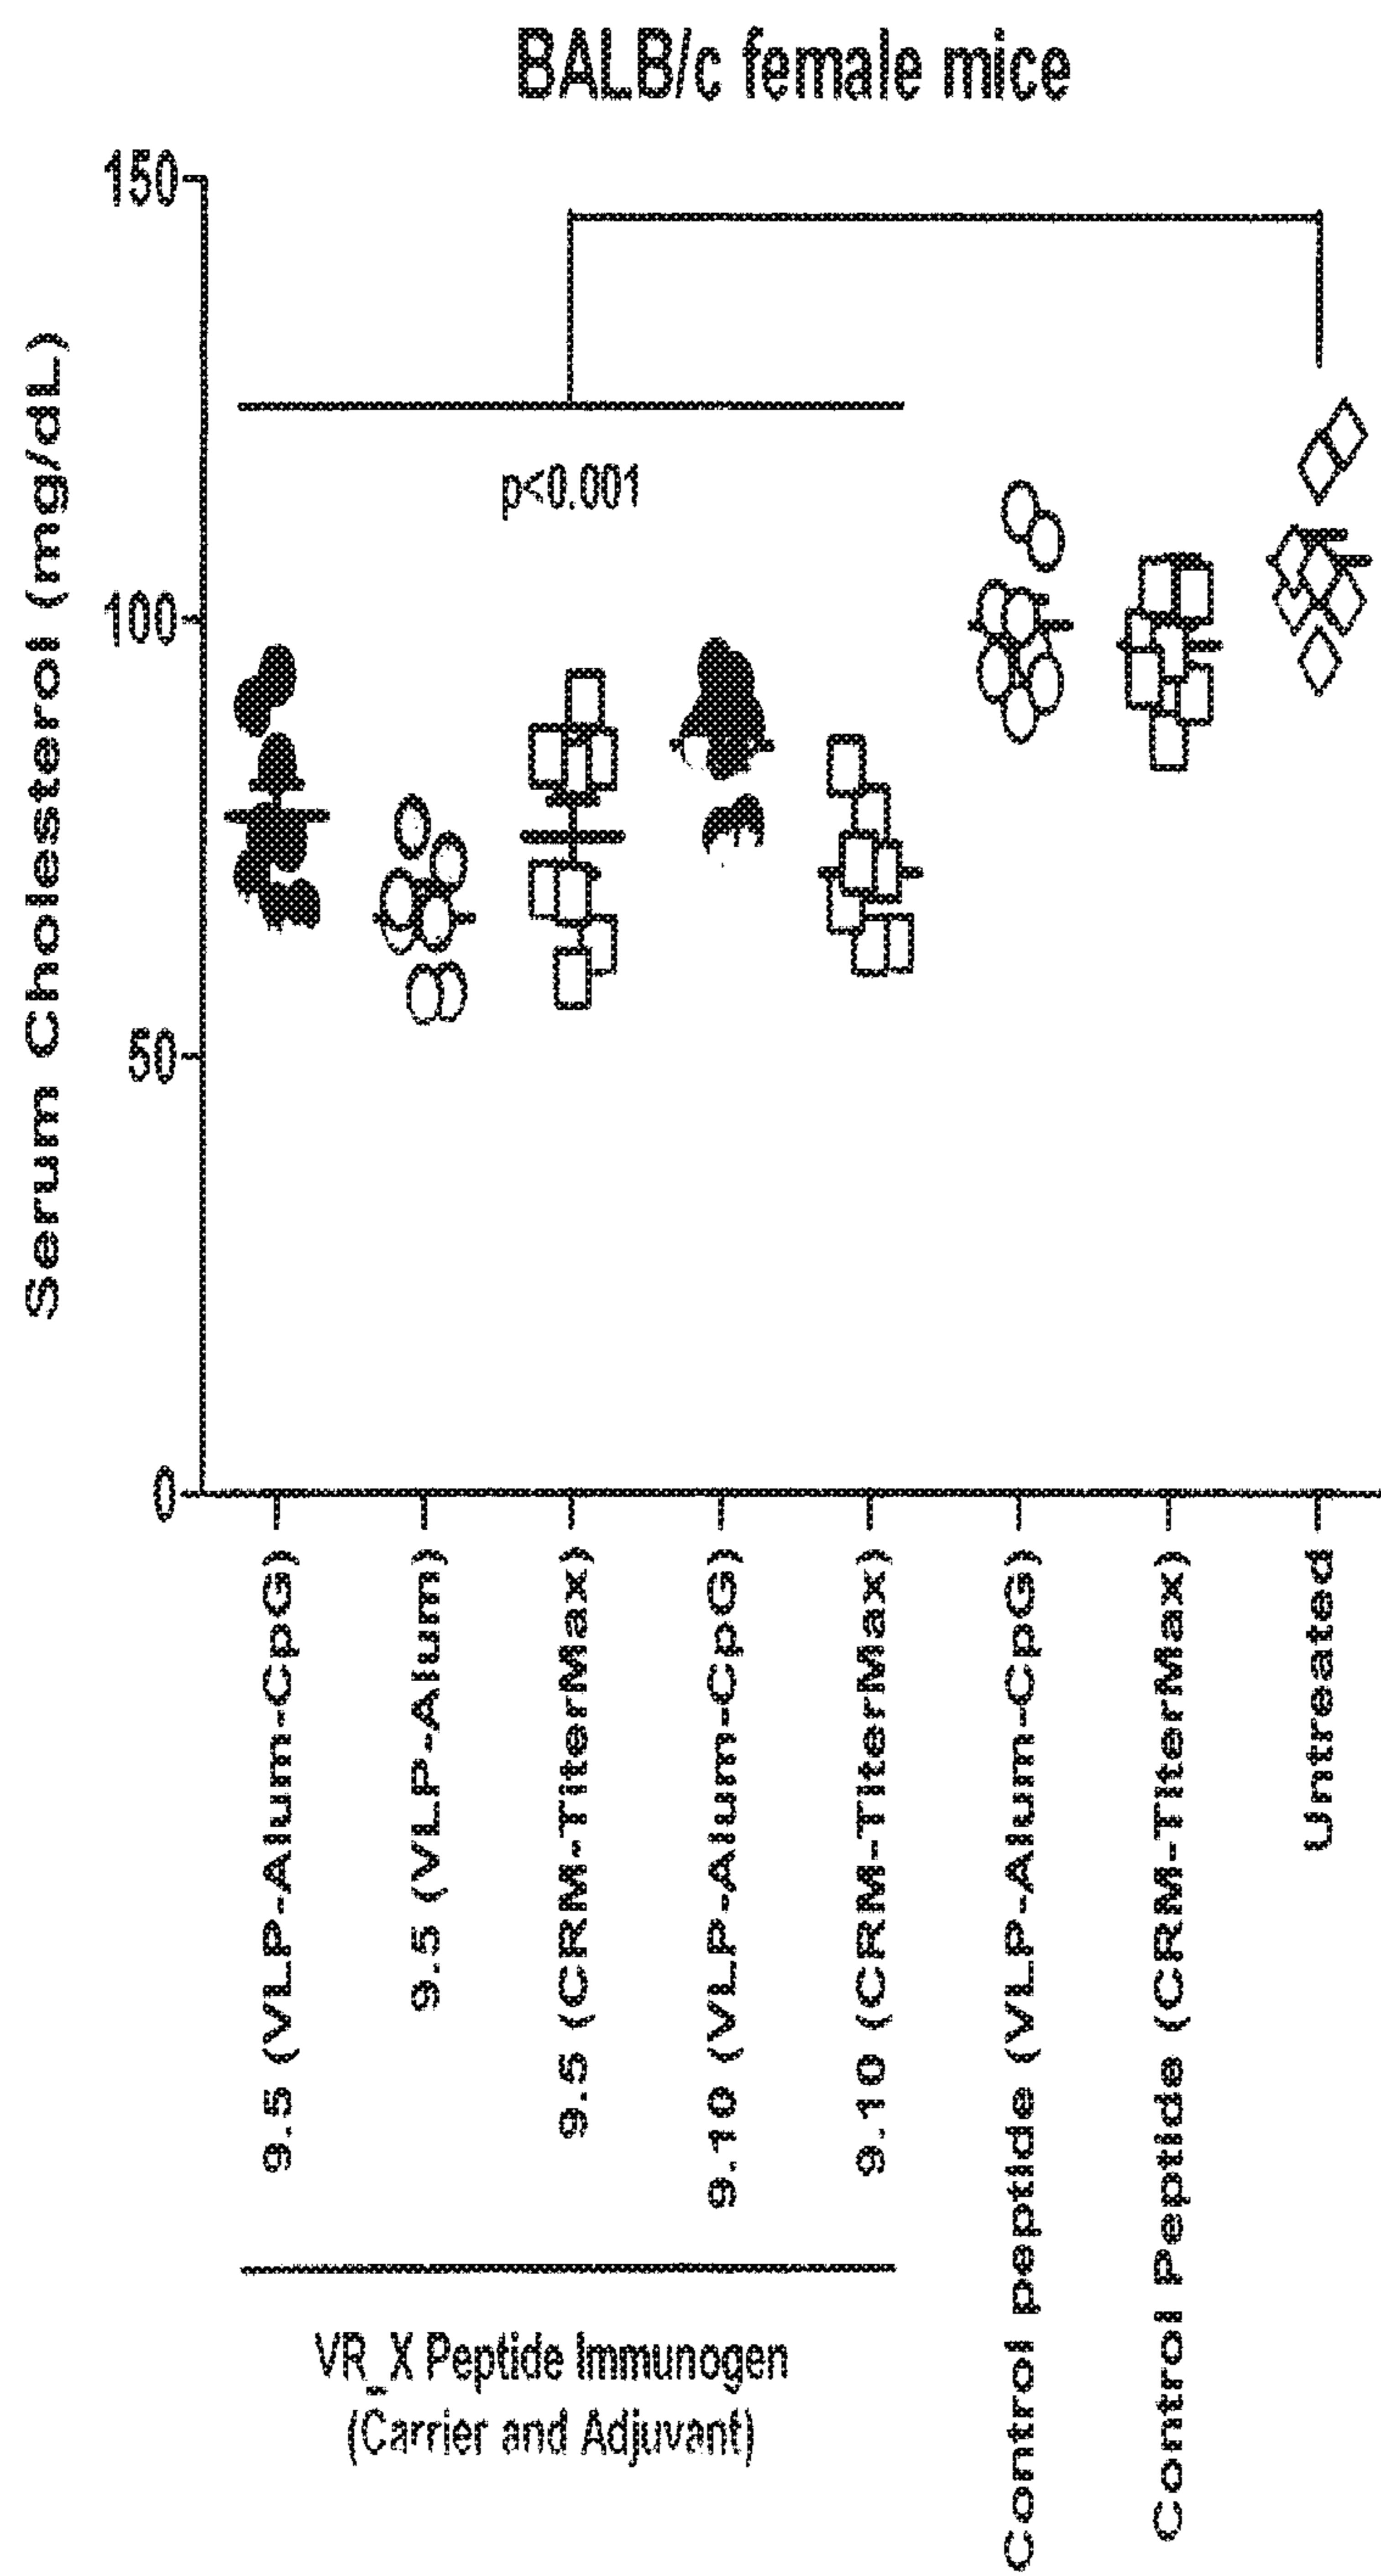 BALB/c female mice
Serum Cholesterol (mg/dL)
150
100
50
0
p<0.001
9.5 (VLP-Alum-CpG)
9.5 (VLP-Alum)
9.5 (CRM-TiterMax)
9.10 (VLP-Alum-CpG)
9.10 (CRM-TiterMax)
Control peptide (VLP-Alum-CpG)
Control Peptide (CRM-TiterMax)
Untreated
VR_X Peptide Immunogen
(Carrier and Adjuvant)